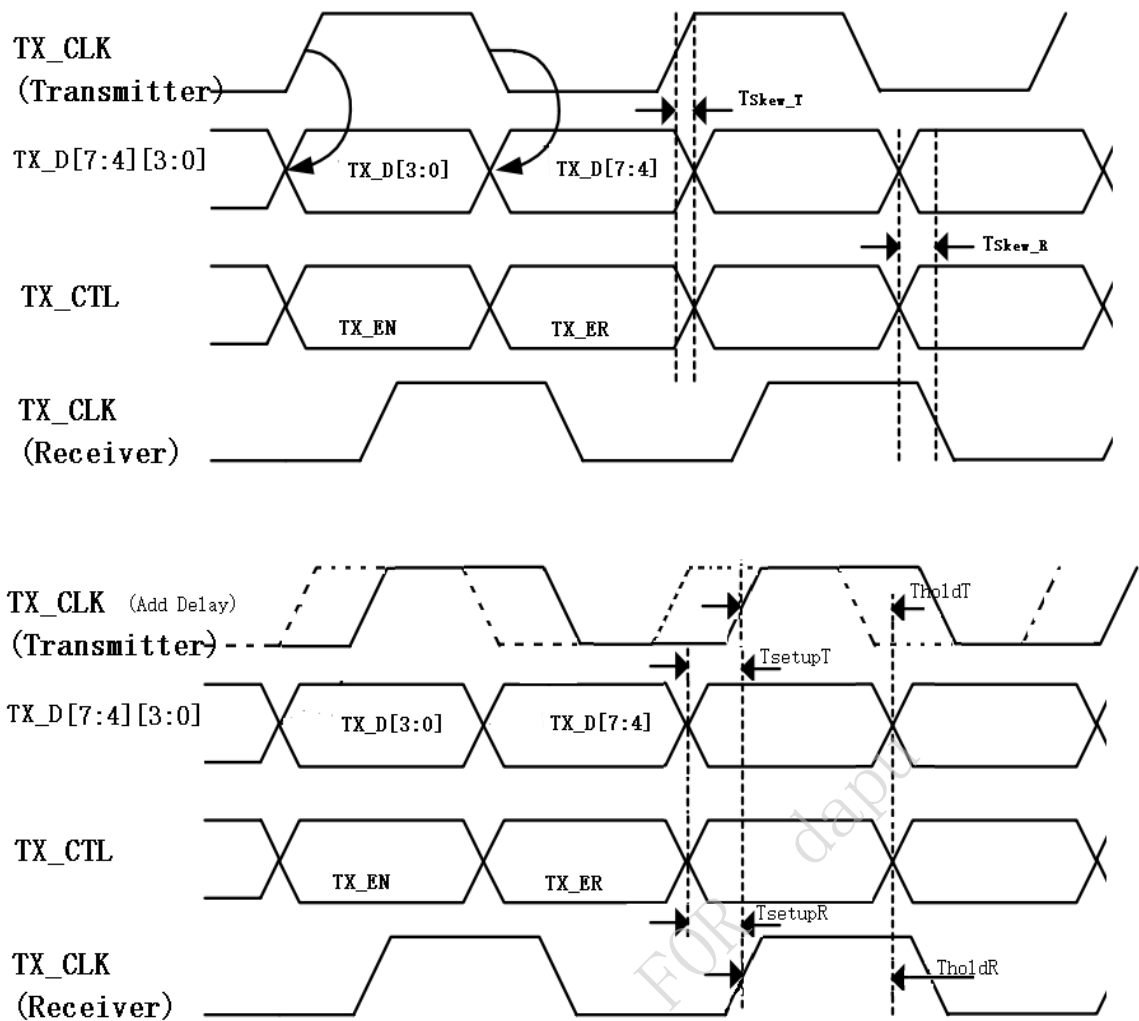 TX_CLK
(Transmitter)
Tskew_T
TX_D[7:4][3:0]
TX_D[3:0]
TX_D[7:4]
Tskew_R
TX_CTL
TX_EN
TX_ER
TX_CLK
(Receiver)
TX_CLK (Add Delay)
(Transmitter)
TholdT
TsetupT
TX_D[7:4][3:0]
TX_D[3:0]
TX_D[7:4]
TX_CTL
TX_EN
TX_ER
TsetupR
TX_CLK
(Receiver)
TholdR
FOR dapu